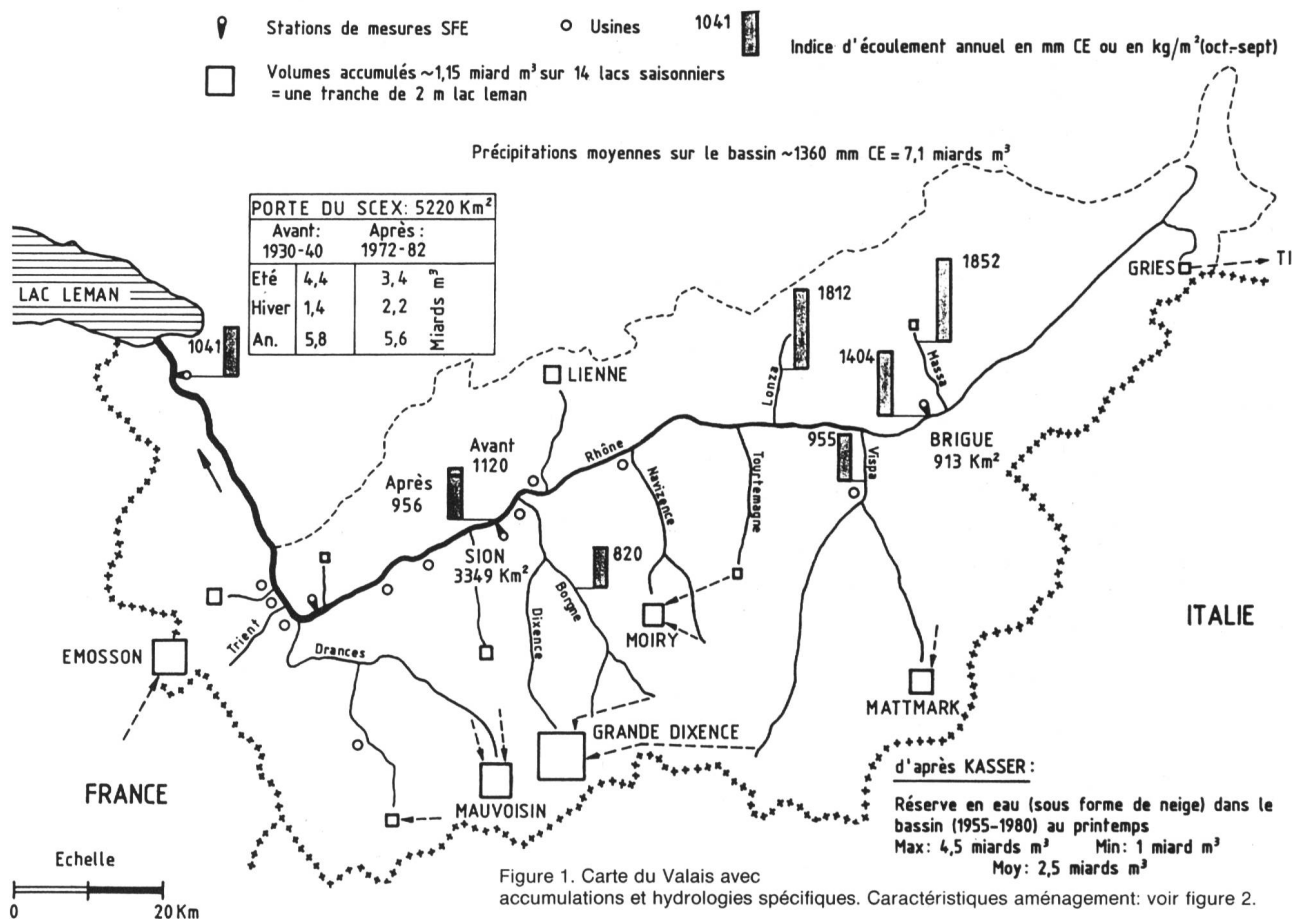 Stations de mesures SFE
Usines
1041
Indice d'écoulement annuel en mm CE ou en kg/m²(oct.-sept)
Volumes accumulés ~1,15 miard m³ sur 14 lacs saisonniers
= une tranche de 2 m lac leman
Précipitations moyennes sur le bassin ~1360 mm CE = 7,1 miards m³
PORTE DU SCEX: 5220 Km²
Avant: Après :
1930-40 1972-82
Eté 4,4 3,4
Hiver 1,4 2,2
An. 5,8 5,6
Miards m³
LAC LEMAN
1041
GRIES
TI
1852
1812
1404
Massa
Lonza
LIENNE
BRIGUE
913 Km²
955
Vispa
Rhône
Avant
1120
Après
956
Navizence
Tourtemagne
SION
3349 Km²
820
Borgne
Dixence
MOIRY
ITALIE
Trient
EMOSSON
Drances
MATTMARK
GRANDE DIXENCE
MAUVOISIN
FRANCE
d'après KASSER :
Réserve en eau (sous forme de neige) dans le
bassin (1955-1980) au printemps
Max: 4,5 miards m³ Min: 1 miard m³
Moy: 2,5 miards m³
Echelle
0 20 Km
Figure 1. Carte du Valais avec
accumulations et hydrologies spécifiques. Caractéristiques aménagement: voir figure 2.